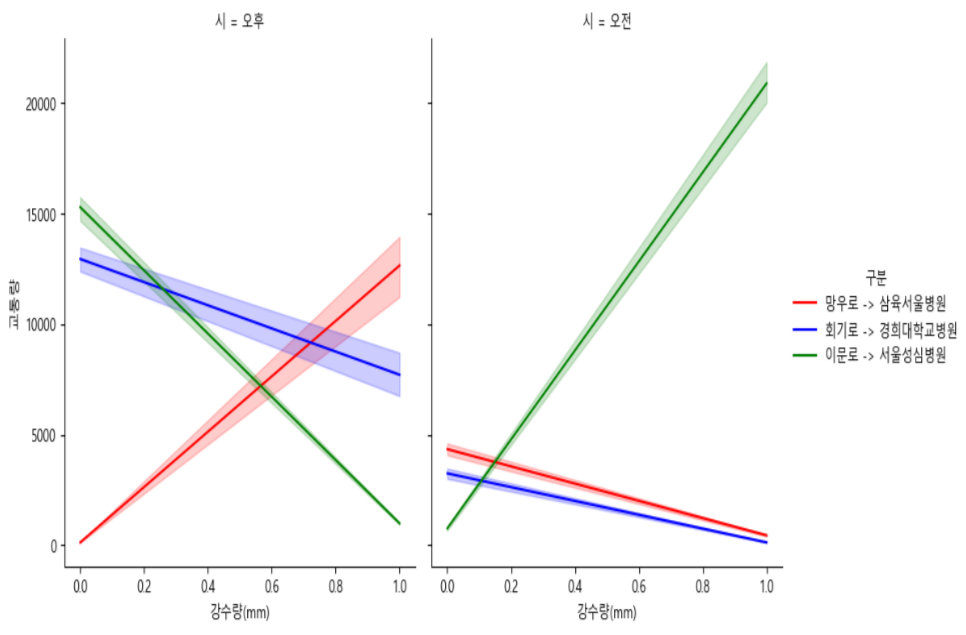 시 = 오후
시 = 오전
교통량
20000
15000
10000
5000
0
0.0 0.2 0.4 0.6 0.8 1.0
0.0 0.2 0.4 0.6 0.8 1.0
강수량(mm)
강수량(mm)
구분
망우로 -> 삼육서울병원
회기로 -> 경희대학교병원
이문로 -> 서울성심병원